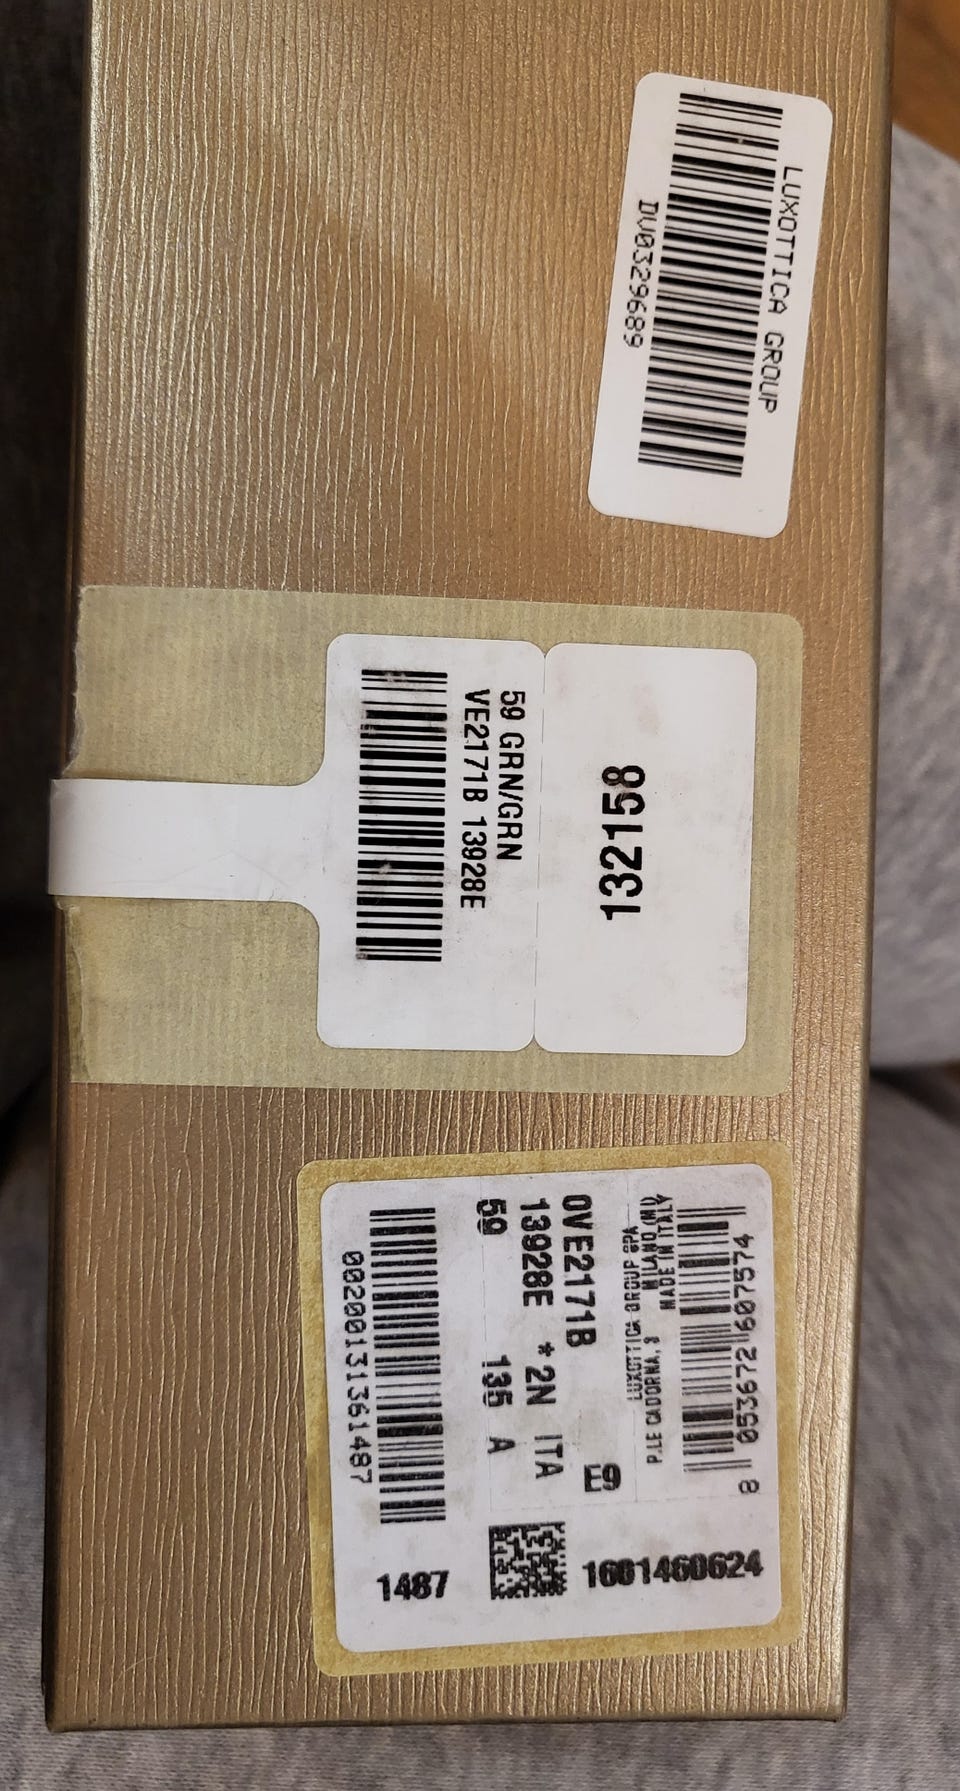 LUXOTTICA GROUP
DV0329689
132158
59 GRN/GRN
VE2171B 13928E
8 053672 607574
MADE IN ITALY
MILANO (MI)
LUXOTTICA GROUP SPA
P.LE CADORNA, 3
E9
0VE2171B
13928E * 2N ITA
59 135 A
00200131361487
1601460624
1487